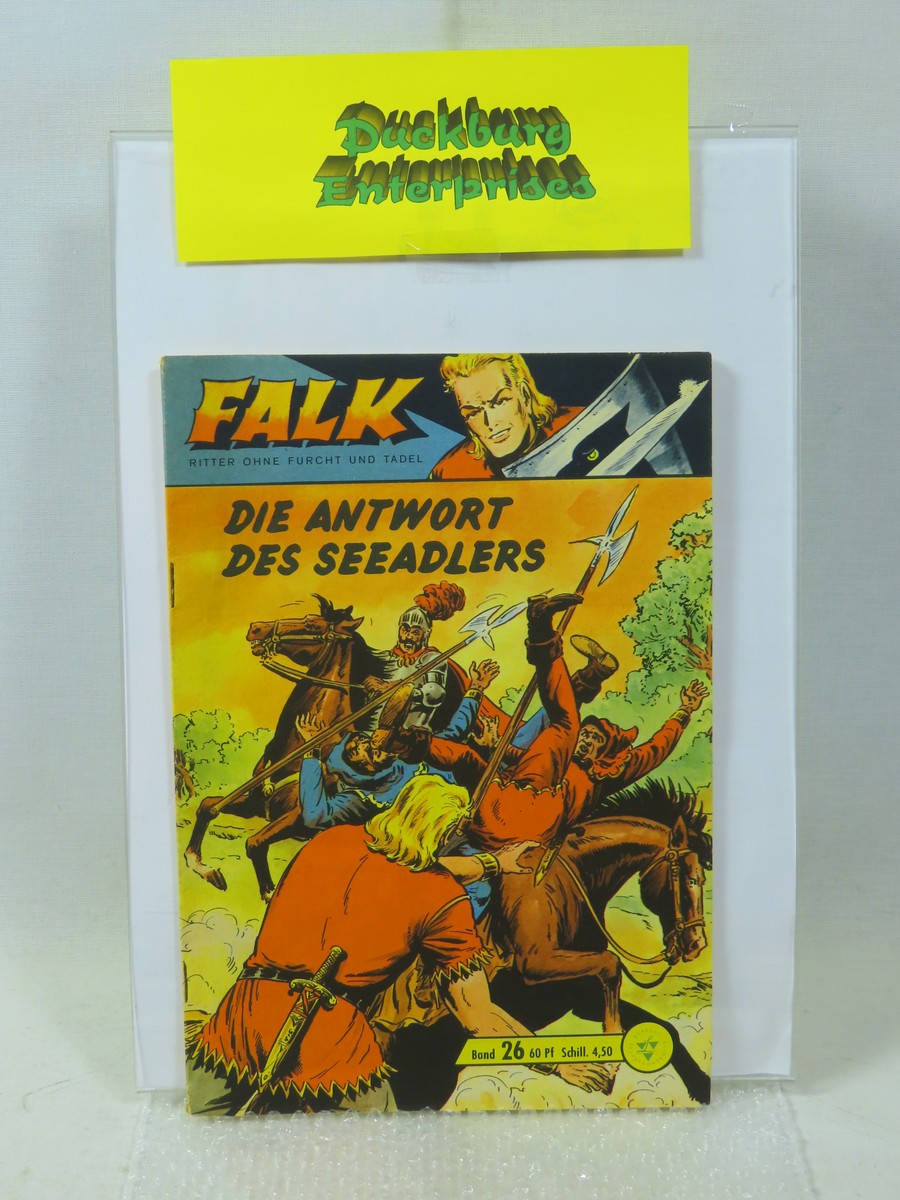 Duckburg
Enterprises
FALK
RITTER OHNE FURCHT UND TADEL
DIE ANTWORT
DES SEEADLERS
Band 26 60 Pf Schill. 4,50